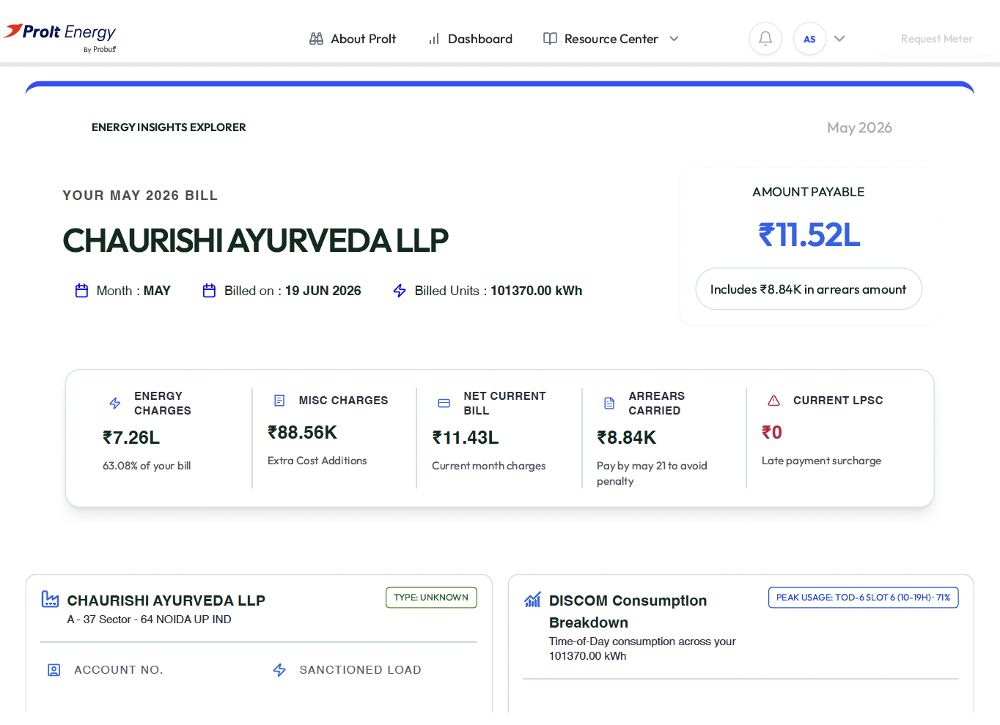 ProIt Energy
By Probus
About ProIt
Dashboard
Resource Center
AS
Request Meter
ENERGY INSIGHTS EXPLORER
May 2026
YOUR MAY 2026 BILL
CHAURISHI AYURVEDA LLP
Month : MAY
Billed on : 19 JUN 2026
Billed Units : 101370.00 kWh
AMOUNT PAYABLE
₹11.52L
Includes ₹8.84K in arrears amount
ENERGY
CHARGES
₹7.26L
63.08% of your bill
MISC CHARGES
₹88.56K
Extra Cost Additions
NET CURRENT
BILL
₹11.43L
Current month charges
ARREARS
CARRIED
₹8.84K
Pay by may 21 to avoid
penalty
CURRENT LPSC
₹0
Late payment surcharge
CHAURISHI AYURVEDA LLP
TYPE: UNKNOWN
A - 37 Sector - 64 NOIDA UP IND
ACCOUNT NO.
SANCTIONED LOAD
DISCOM Consumption
Breakdown
PEAK USAGE: TOD-6 SLOT 6 (10-19H) · 71%
Time-of-Day consumption across your
101370.00 kWh